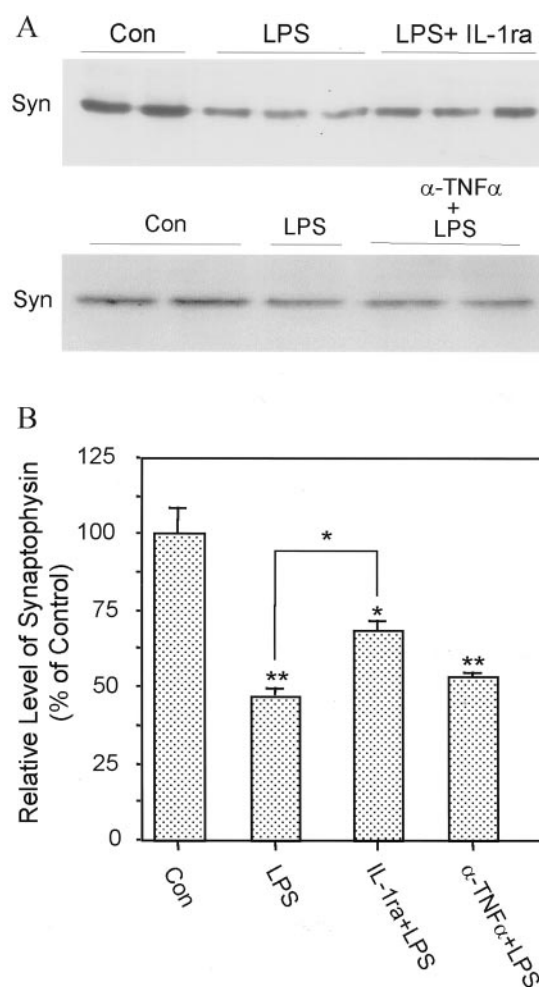 A
Con LPS LPS+ IL-1ra
Syn
α-TNFα
+
Con LPS LPS
Syn
B
Relative Level of Synaptophysin
(% of Control)
125
100
75
50
25
0
*
**
*
**
Con
LPS
IL-1ra+LPS
α-TNFα+LPS